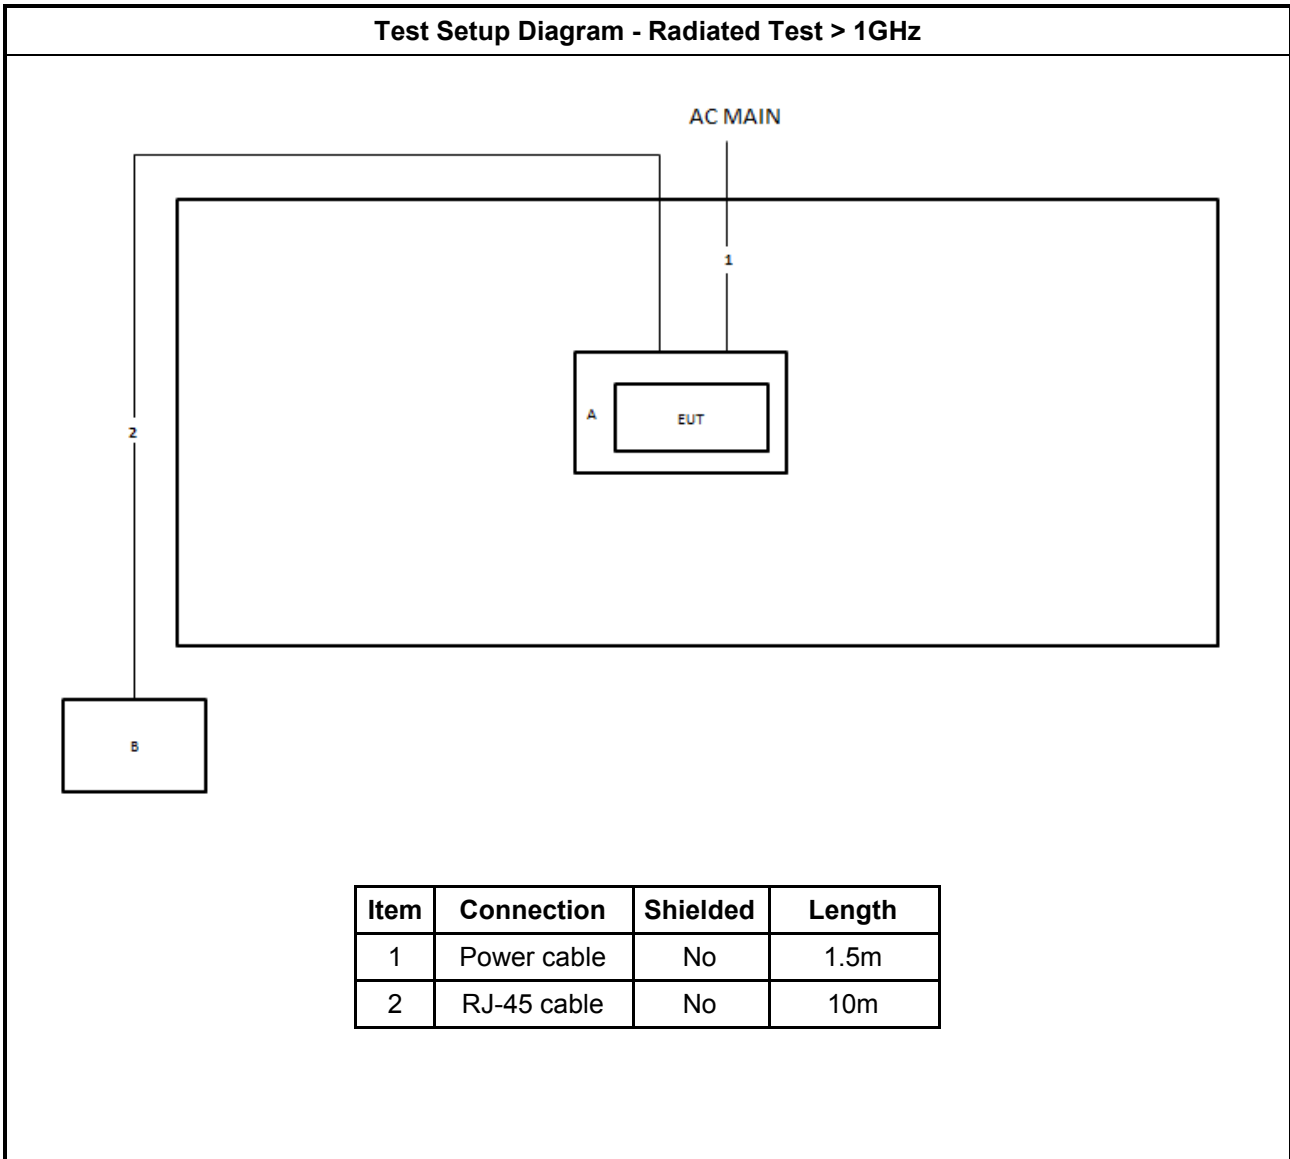 Test Setup Diagram - Radiated Test > 1GHz
AC MAIN
1
A
EUT
2
B
Item Connection Shielded Length
1 Power cable No 1.5m
2 RJ-45 cable No 10m